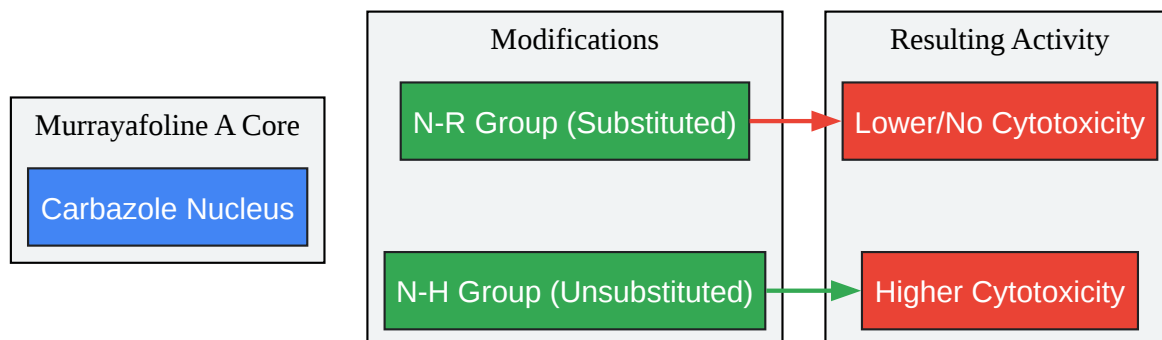 Murrayafoline A Core
Carbazole Nucleus
Modifications
N-R Group (Substituted)
N-H Group (Unsubstituted)
Resulting Activity
Lower/No Cytotoxicity
Higher Cytotoxicity